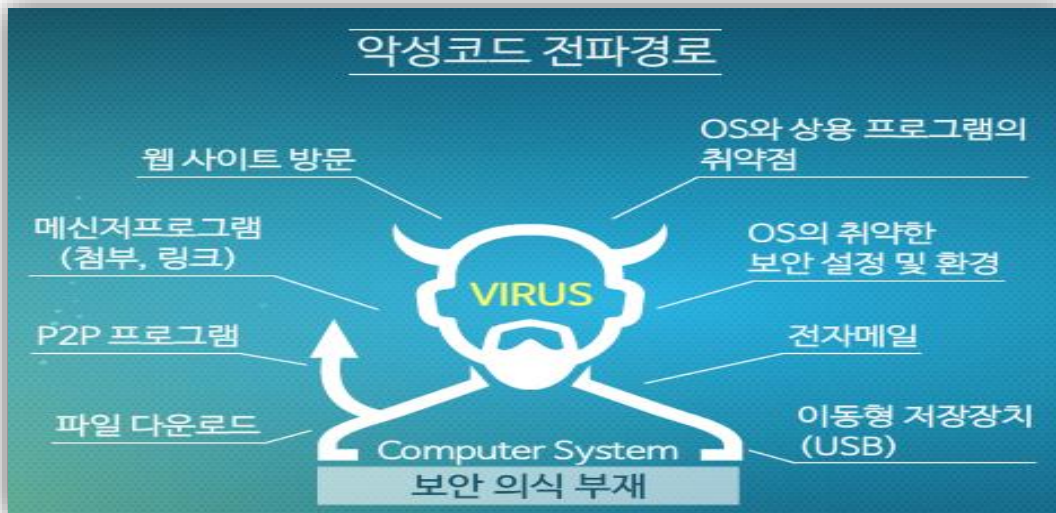 악성코드 전파경로
웹 사이트 방문
메신저프로그램
(첨부, 링크)
P2P 프로그램
파일 다운로드
OS와 상용 프로그램의
취약점
OS의 취약한
보안 설정 및 환경
전자메일
이동형 저장장치
(USB)
VIRUS
Computer System
보안 의식 부재